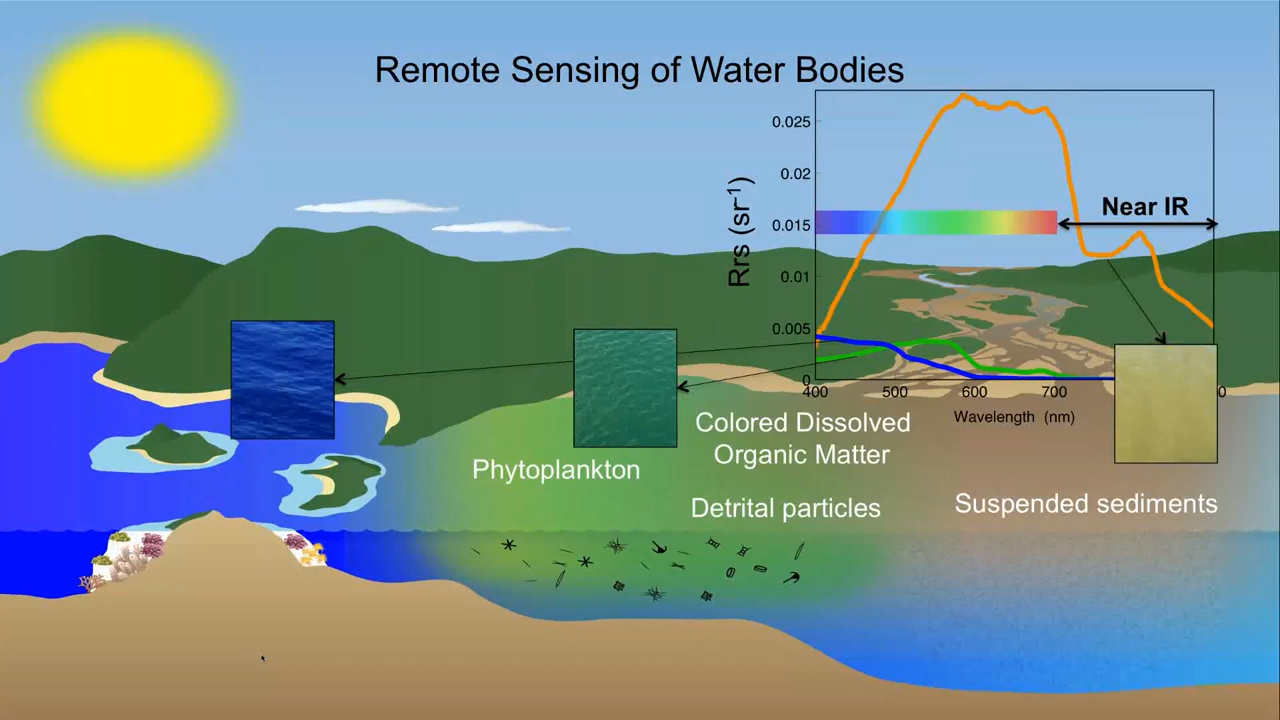 Remote Sensing of Water Bodies
0.025
0.02
0.015
0.01
0.005
0
Rrs (sr⁻¹)
Near IR
400
500
600
700
0
Wavelength (nm)
Colored Dissolved
Organic Matter
Phytoplankton
Detrital particles
Suspended sediments